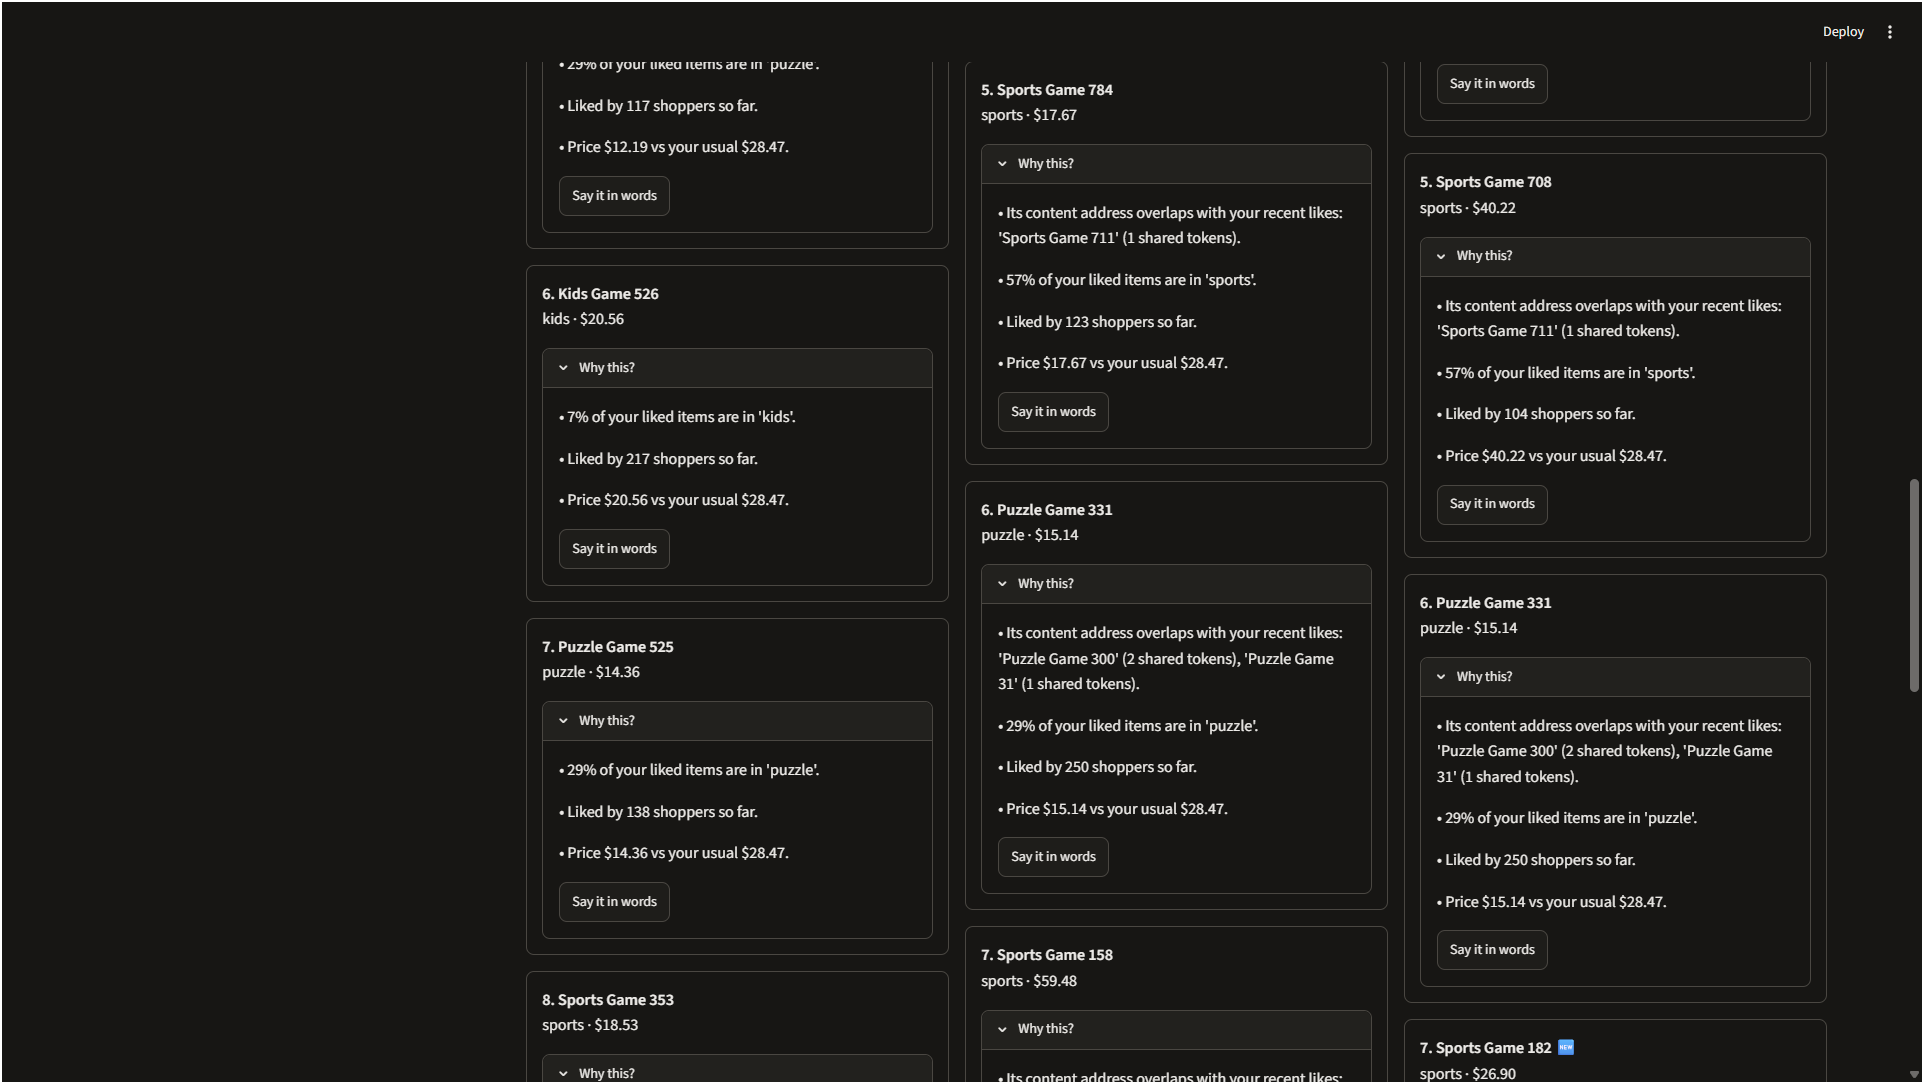 Deploy
• 29% of your liked items are in 'puzzle'.
• Liked by 117 shoppers so far.
• Price $12.19 vs your usual $28.47.
Say it in words
6. Kids Game 526
kids · $20.56
Why this?
• 7% of your liked items are in 'kids'.
• Liked by 217 shoppers so far.
• Price $20.56 vs your usual $28.47.
Say it in words
7. Puzzle Game 525
puzzle · $14.36
Why this?
• 29% of your liked items are in 'puzzle'.
• Liked by 138 shoppers so far.
• Price $14.36 vs your usual $28.47.
Say it in words
8. Sports Game 353
sports · $18.53
Why this?
5. Sports Game 784
sports · $17.67
Why this?
• Its content address overlaps with your recent likes:
'Sports Game 711' (1 shared tokens).
• 57% of your liked items are in 'sports'.
• Liked by 123 shoppers so far.
• Price $17.67 vs your usual $28.47.
Say it in words
6. Puzzle Game 331
puzzle · $15.14
Why this?
• Its content address overlaps with your recent likes:
'Puzzle Game 300' (2 shared tokens), 'Puzzle Game
31' (1 shared tokens).
• 29% of your liked items are in 'puzzle'.
• Liked by 250 shoppers so far.
• Price $15.14 vs your usual $28.47.
Say it in words
7. Sports Game 158
sports · $59.48
Why this?
• Its content address overlaps with your recent likes:
Say it in words
5. Sports Game 708
sports · $40.22
Why this?
• Its content address overlaps with your recent likes:
'Sports Game 711' (1 shared tokens).
• 57% of your liked items are in 'sports'.
• Liked by 104 shoppers so far.
• Price $40.22 vs your usual $28.47.
Say it in words
6. Puzzle Game 331
puzzle · $15.14
Why this?
• Its content address overlaps with your recent likes:
'Puzzle Game 300' (2 shared tokens), 'Puzzle Game
31' (1 shared tokens).
• 29% of your liked items are in 'puzzle'.
• Liked by 250 shoppers so far.
• Price $15.14 vs your usual $28.47.
Say it in words
7. Sports Game 182 NEW
sports · $26.90